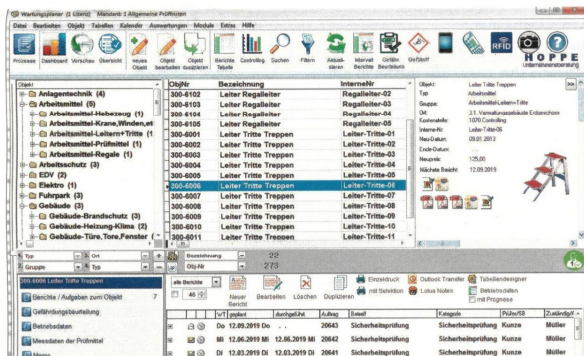 Wartungsplaner (1 Lizenz) Mandant: 1 Allgemeine Prüffristen
Datei Bearbeiten Objekt Tabellen Kalender Auswertungen Module Extras Hilfe
Prozesse Dashboard Vorschau Übersicht neues Objekt Objekt bearbeiten Objekt duplizieren Berichte Tabelle Controlling Suchen Filtern Aktualisieren Intervall Berichte Gefähr Beurteilung Gefstoff RFID
HOPPE
Unternehmensberatung
Objekt
Anlagentechnik (4)
Arbeitsmittel (5)
Arbeitsmittel-Hebezeug (1)
Arbeitsmittel-Krane,Winden,et
Arbeitsmittel-Leitern+Tritte (1
Arbeitsmittel-Prüfmittel (1)
Arbeitsmittel-Regale (1)
Arbeitsschutz (3)
EDV (2)
Elektro (1)
Fuhrpark (3)
Gebäude (3)
Gebäude-Brandschutz (3)
Gebäude-Heizung-Klima (2)
Gebäude-Türe,Tore,Fenster (
ObjNr Bezeichnung InterneNr
300-6102 Leiter Regalleiter Regalleiter-02
300-6103 Leiter Regalleiter Regalleiter-03
300-6104 Leiter Regalleiter Regalleiter-04
300-6105 Leiter Regalleiter Regalleiter-05
300-6001 Leiter Tritte Treppen Leiter-Tritte-01
300-6002 Leiter Tritte Treppen Leiter-Tritte-02
300-6003 Leiter Tritte Treppen Leiter-Tritte-03
300-6004 Leiter Tritte Treppen Leiter-Tritte-04
300-6005 Leiter Tritte Treppen Leiter-Tritte-05
300-6006 Leiter Tritte Treppen Leiter-Tritte-06
300-6007 Leiter Tritte Treppen Leiter-Tritte-07
300-6008 Leiter Tritte Treppen Leiter-Tritte-08
300-6009 Leiter Tritte Treppen Leiter-Tritte-09
300-6010 Leiter Tritte Treppen Leiter-Tritte-10
300-6011 Leiter Tritte Treppen Leiter-Tritte-11
Objekt: Leiter Tritte Treppen >>
Typ Arbeitsmittel
Gruppe: Arbeitsmittel-Leitern+Tritte
Ort: 3.1. Verwaltungsgebäude
Kostenstelle: 1070 Controlling
Interne-Nr: Leiter-Tritte-06
Neu-Datum: 09.01.2013
Ende-Datum: . .
Neupreis: 125,00
Nächste Bericht 12.09.2019
1. Typ 3. Ort Bezeichnung 22
2. Gruppe 4. Typ Obj-Nr 273
300-6006 Leiter Tritte Treppen
Berichte / Aufgaben zum Objekt 7
Gefährdungsbeurteilung
Betriebsdaten
Messdaten der Prüfmittel
Memo
alle Berichte
46
Neuer Bericht Bearbeiten Löschen Duplizieren
Einzeldruck Outlook Transfer Tabellendesigner
mit Selektion Lotus Notes Betriebsdaten
mit Prognose
WT geplant durchgeführt Auftrag Betreff Kategorie Prüfer/SB Zuständig/
Do 12.09.2019 Do . . 20643 Sicherheitsprüfung Sicherheitsprüfung Kunze Müller
Mi 12.06.2019 Mi 12.06.2019 Mi 20642 Sicherheitsprüfung Sicherheitsprüfung Kunze Müller
Di 12.03.2019 Di 12.03.2019 Di 20641 Sicherheitsprüfung Sicherheitsprüfung Kunze Müller